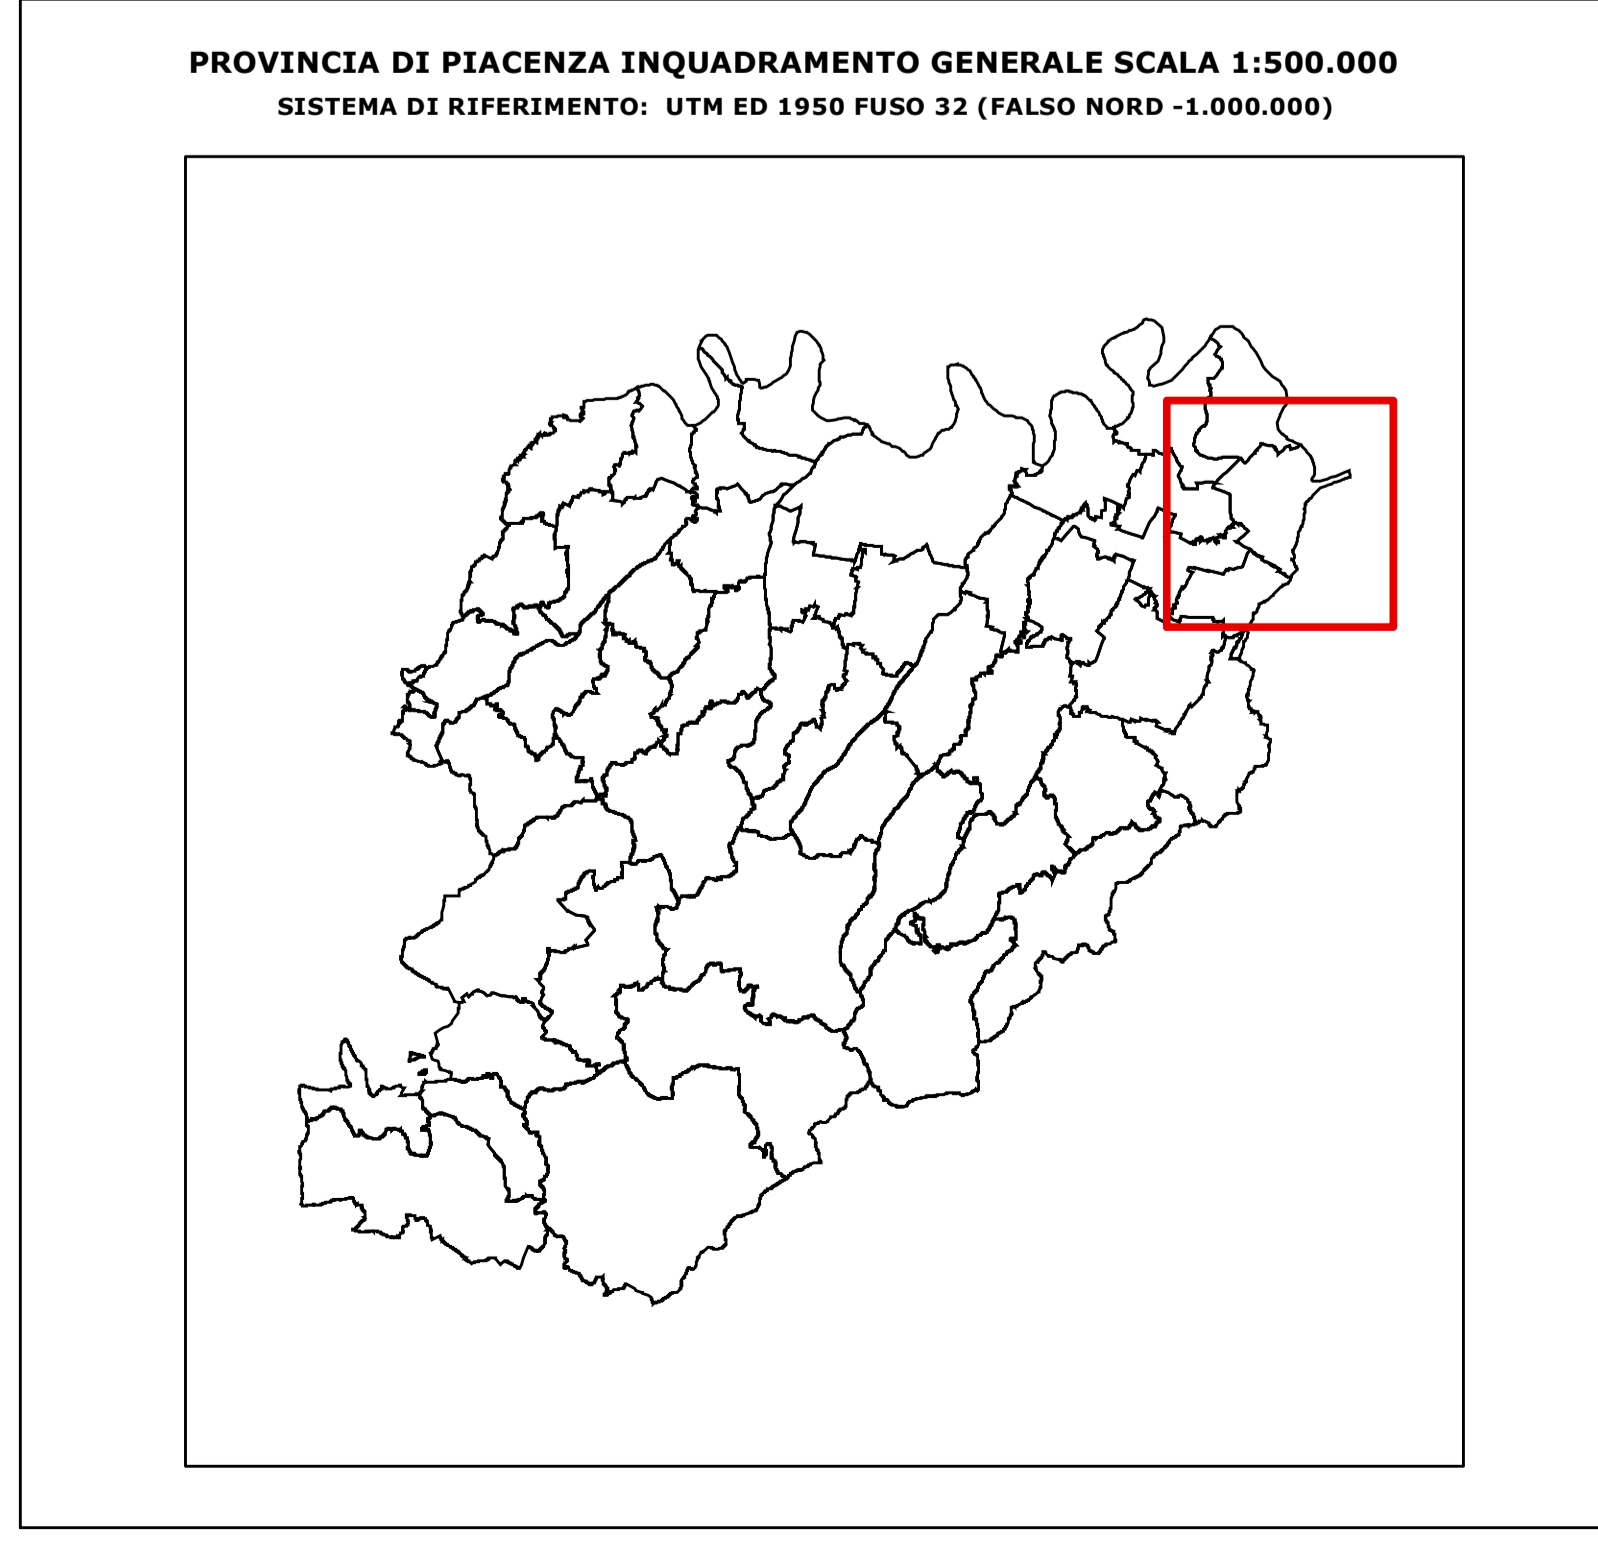 PROVINCIA DI PIACENZA INQUADRAMENTO GENERALE SCALA 1:500.000
SISTEMA DI RIFERIMENTO: UTM ED 1950 FUSO 32 (FALSO NORD -1.000.000)